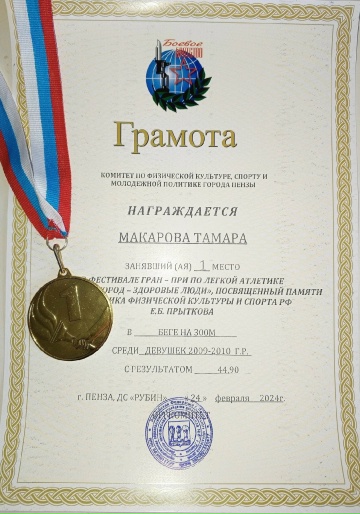 Боевое
Грамота
КОМИТЕТ ПО ФИЗИЧЕСКОЙ КУЛЬТУРЕ, СПОРТУ И
МОЛОДЕЖНОЙ ПОЛИТИКЕ ГОРОДА ПЕНЗЫ
НАГРАЖДАЕТСЯ
МАКАРОВА ТАМАРА
ЗАНЯВШИЙ (АЯ) 1 МЕСТО
ФЕСТИВАЛЕ ГРАН – ПРИ ПО ЛЕГКОЙ АТЛЕТИКЕ
ГОРОД – ЗДОРОВЫЕ ЛЮДИ», ПОСВЯЩЕННЫЙ ПАМЯТИ
ФИЗИЧЕСКОЙ КУЛЬТУРЫ И СПОРТА РФ
Е.Б. ПРЫТКОВА
В БЕГЕ НА 300М
СРЕДИ ДЕВУШЕК 2009-2010 Г.Р.
С РЕЗУЛЬТАТОМ 44.90
г. ПЕНЗА, ДС «РУБИН» «24» февраля 2024г.
ОРГКОМИТЕТ
1